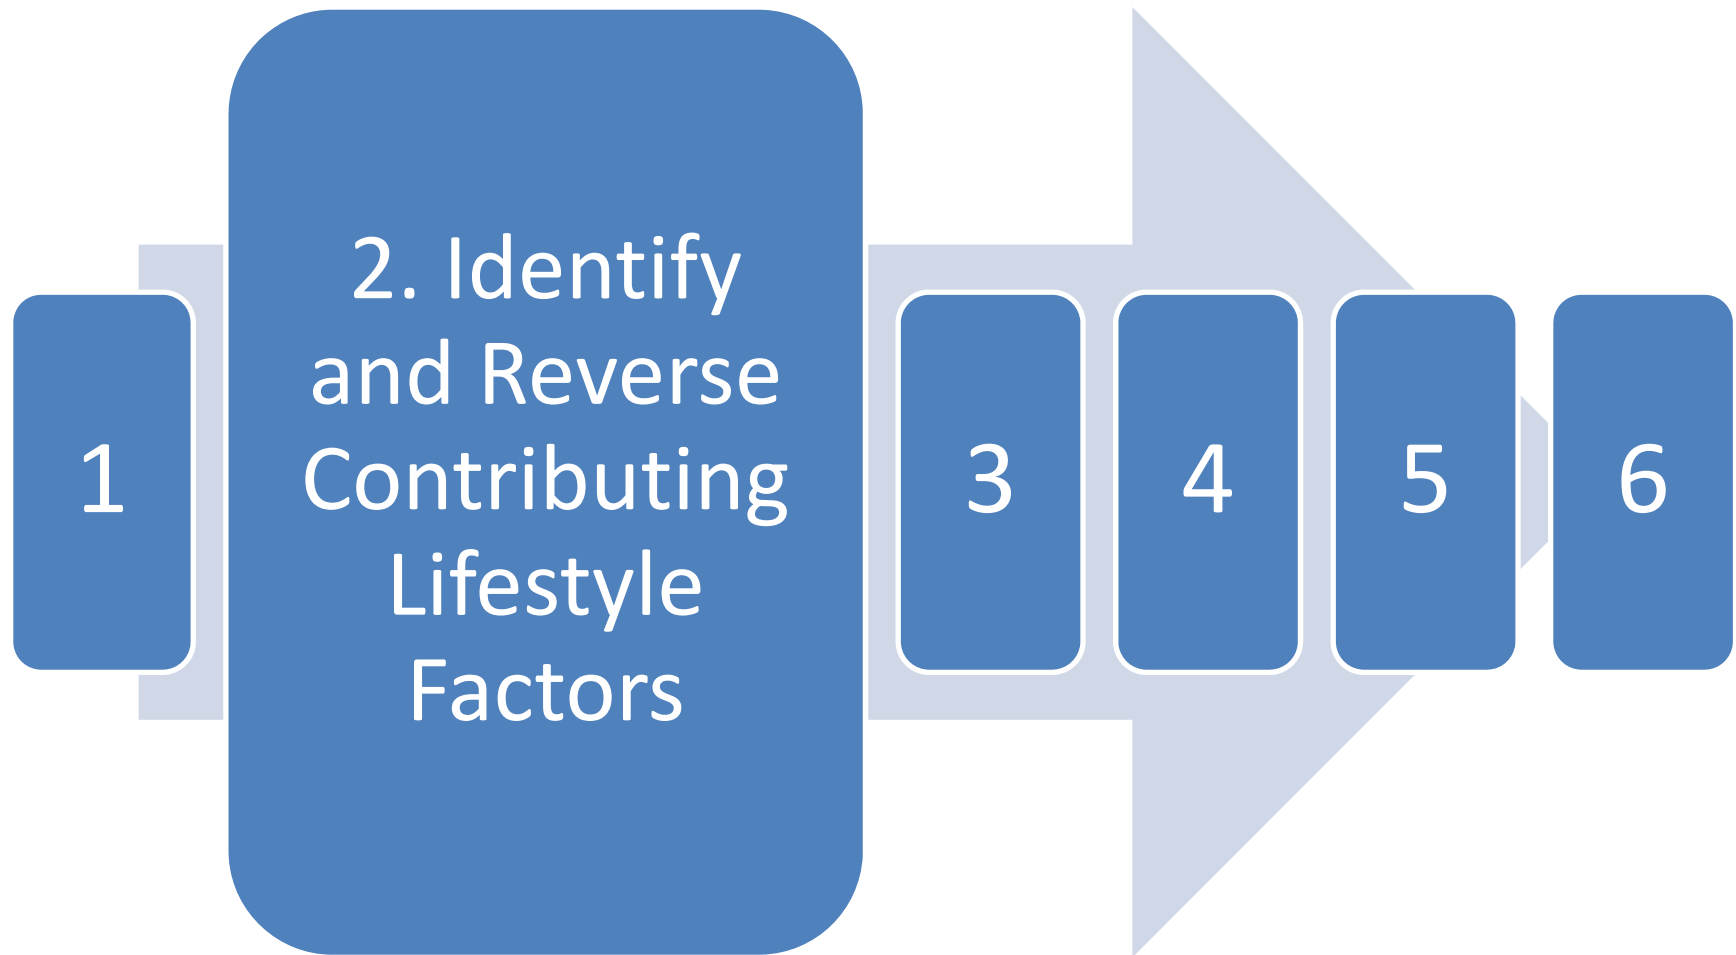 1
2. Identify
and Reverse
Contributing
Lifestyle
Factors
3
4
5
6